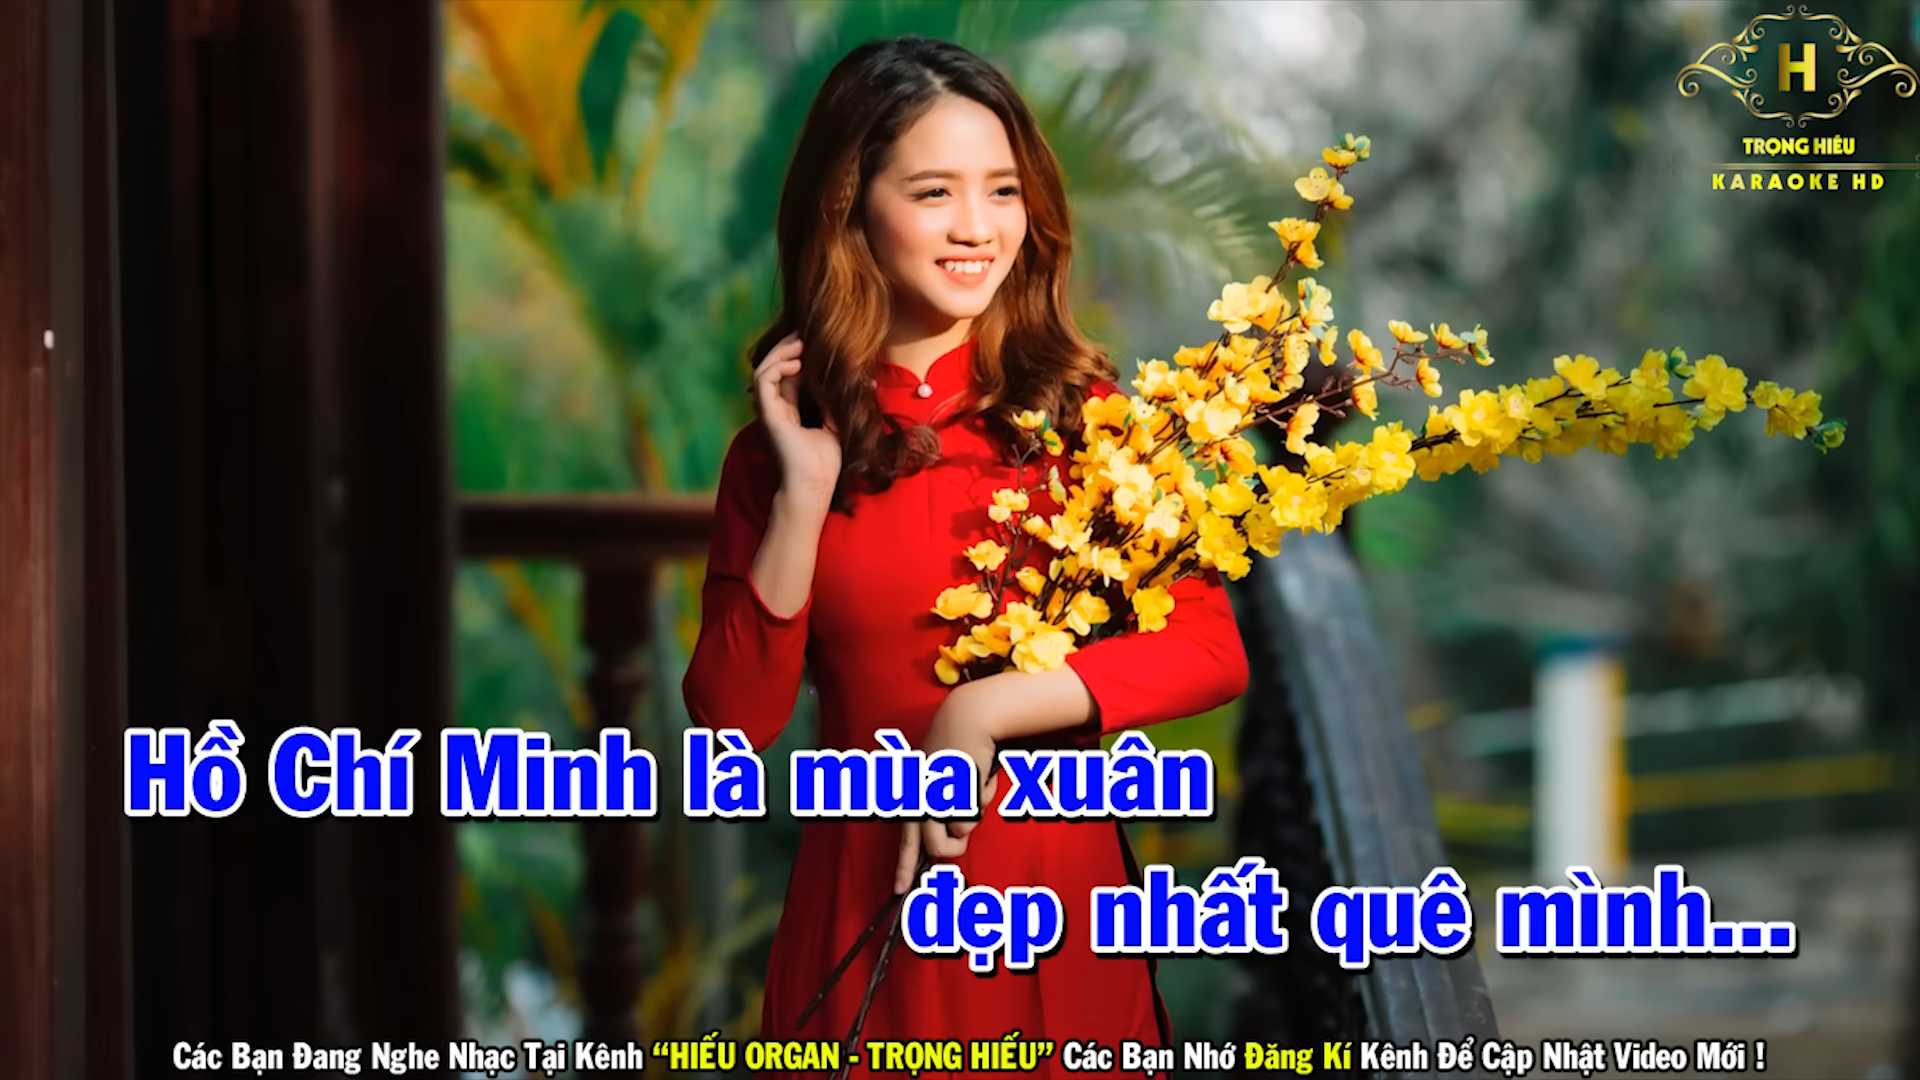 H
TRỌNG HIẾU
KARAOKE HD
Hồ Chí Minh là mùa xuân
đẹp nhất quê mình...
Các Bạn Đang Nghe Nhạc Tại Kênh “HIẾU ORGAN - TRỌNG HIẾU” Các Bạn Nhớ Đăng Kí Kênh Để Cập Nhật Video Mới !